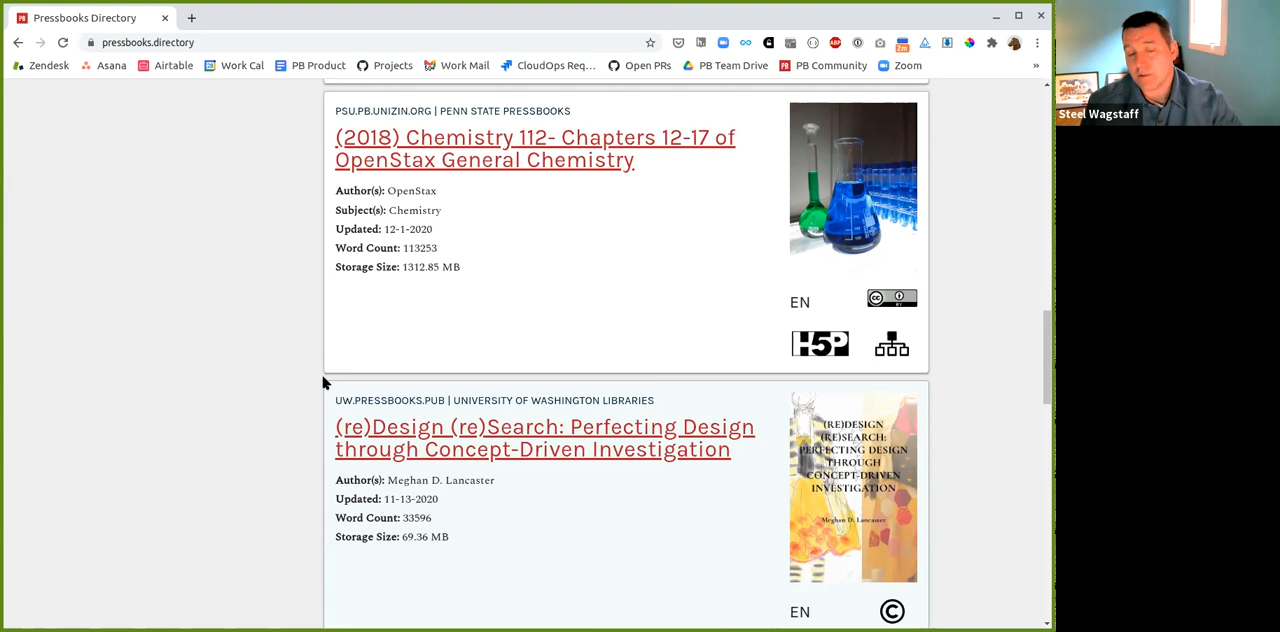 Pressbooks Directory
pressbooks.directory
2m
Zendesk Asana Airtable Work Cal PB Product Projects Work Mail CloudOps Req... Open PRs PB Team Drive PB Community Zoom »
Steel Wagstaff
PSU.PB.UNIZIN.ORG | PENN STATE PRESSBOOKS
(2018) Chemistry 112- Chapters 12-17 of
OpenStax General Chemistry
Author(s): OpenStax
Subject(s): Chemistry
Updated: 12-1-2020
Word Count: 113253
Storage Size: 1312.85 MB
EN
cc
BY
H5P
UW.PRESSBOOKS.PUB | UNIVERSITY OF WASHINGTON LIBRARIES
(re)Design (re)Search: Perfecting Design
through Concept-Driven Investigation
Author(s): Meghan D. Lancaster
Updated: 11-13-2020
Word Count: 33596
Storage Size: 69.36 MB
(RE)DESIGN
(RE)SEARCH:
PERFECTING DESIGN
THROUGH
CONCEPT-DRIVEN
INVESTIGATION
Meghan D. Lancaster
EN
©